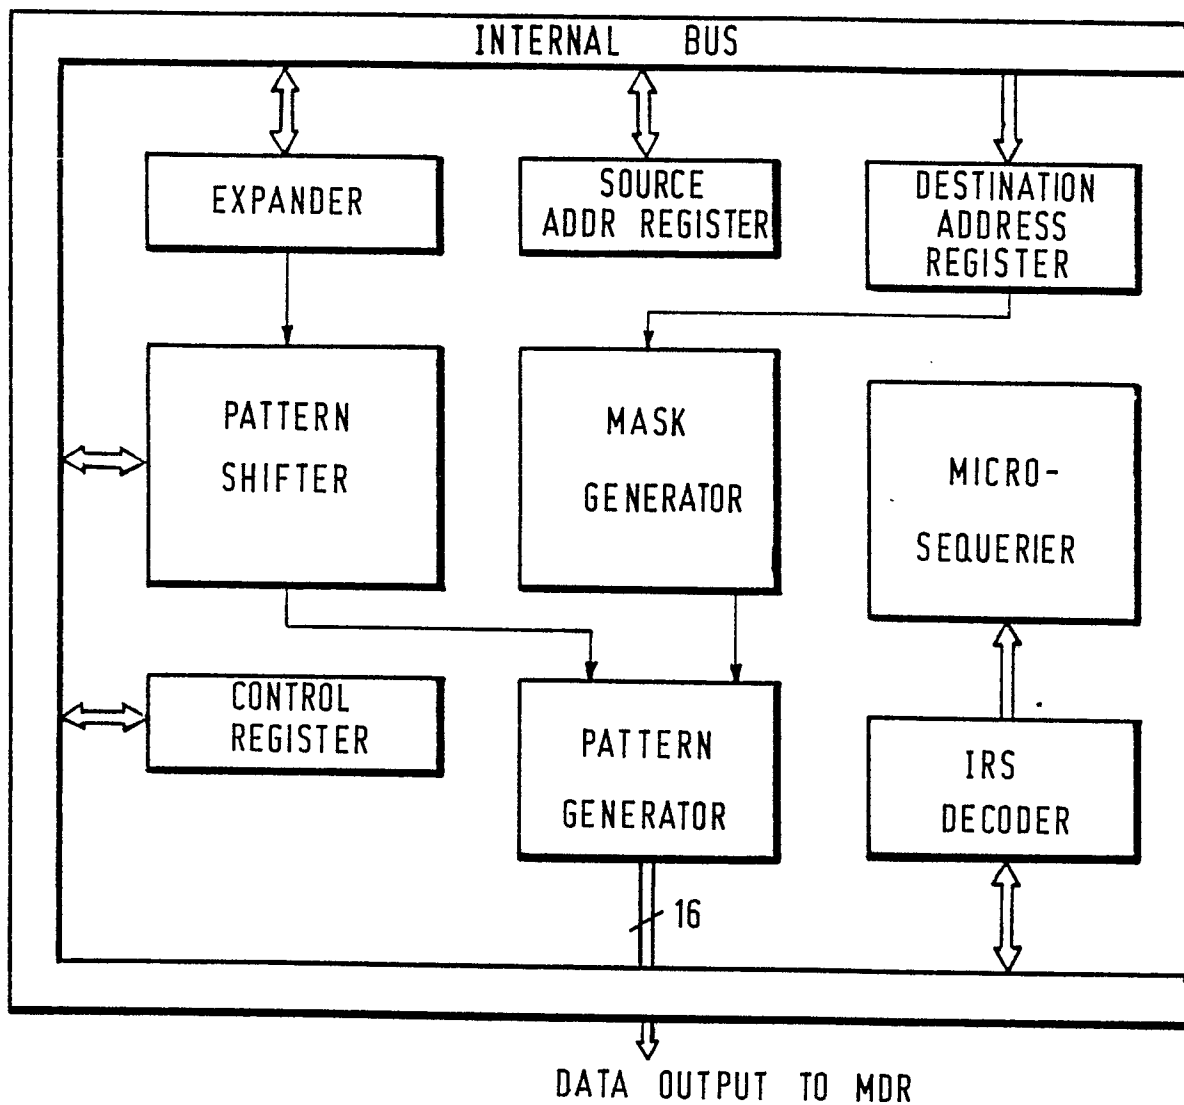 INTERNAL BUS
EXPANDER
SOURCE
ADDR REGISTER
DESTINATION
ADDRESS
REGISTER
PATTERN
SHIFTER
MASK
GENERATOR
MICRO-
SEQUERIER
CONTROL
REGISTER
PATTERN
GENERATOR
IRS
DECODER
16
DATA OUTPUT TO MDR